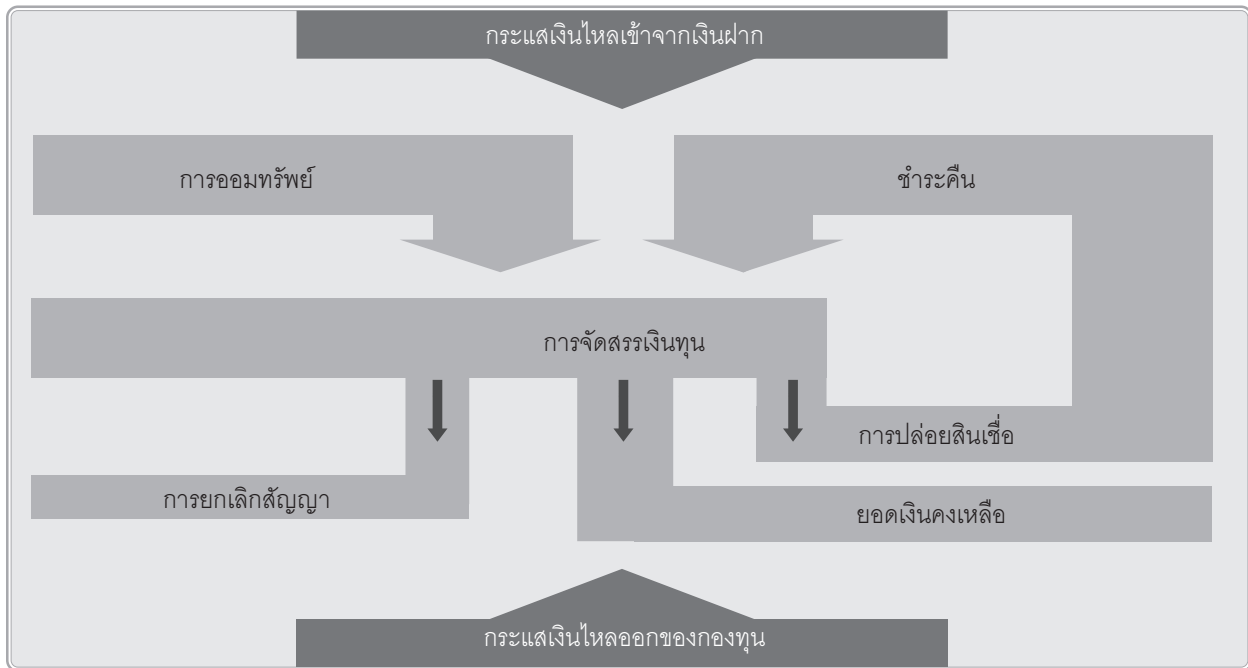 กระแสเงินไหลเข้าจากเงินฝาก
การออมทรัพย์
ชำระคืน
การจัดสรรเงินทุน
การปล่อยสินเชื่อ
การยกเลิกสัญญา
ยอดเงินคงเหลือ
กระแสเงินไหลออกของกองทุน